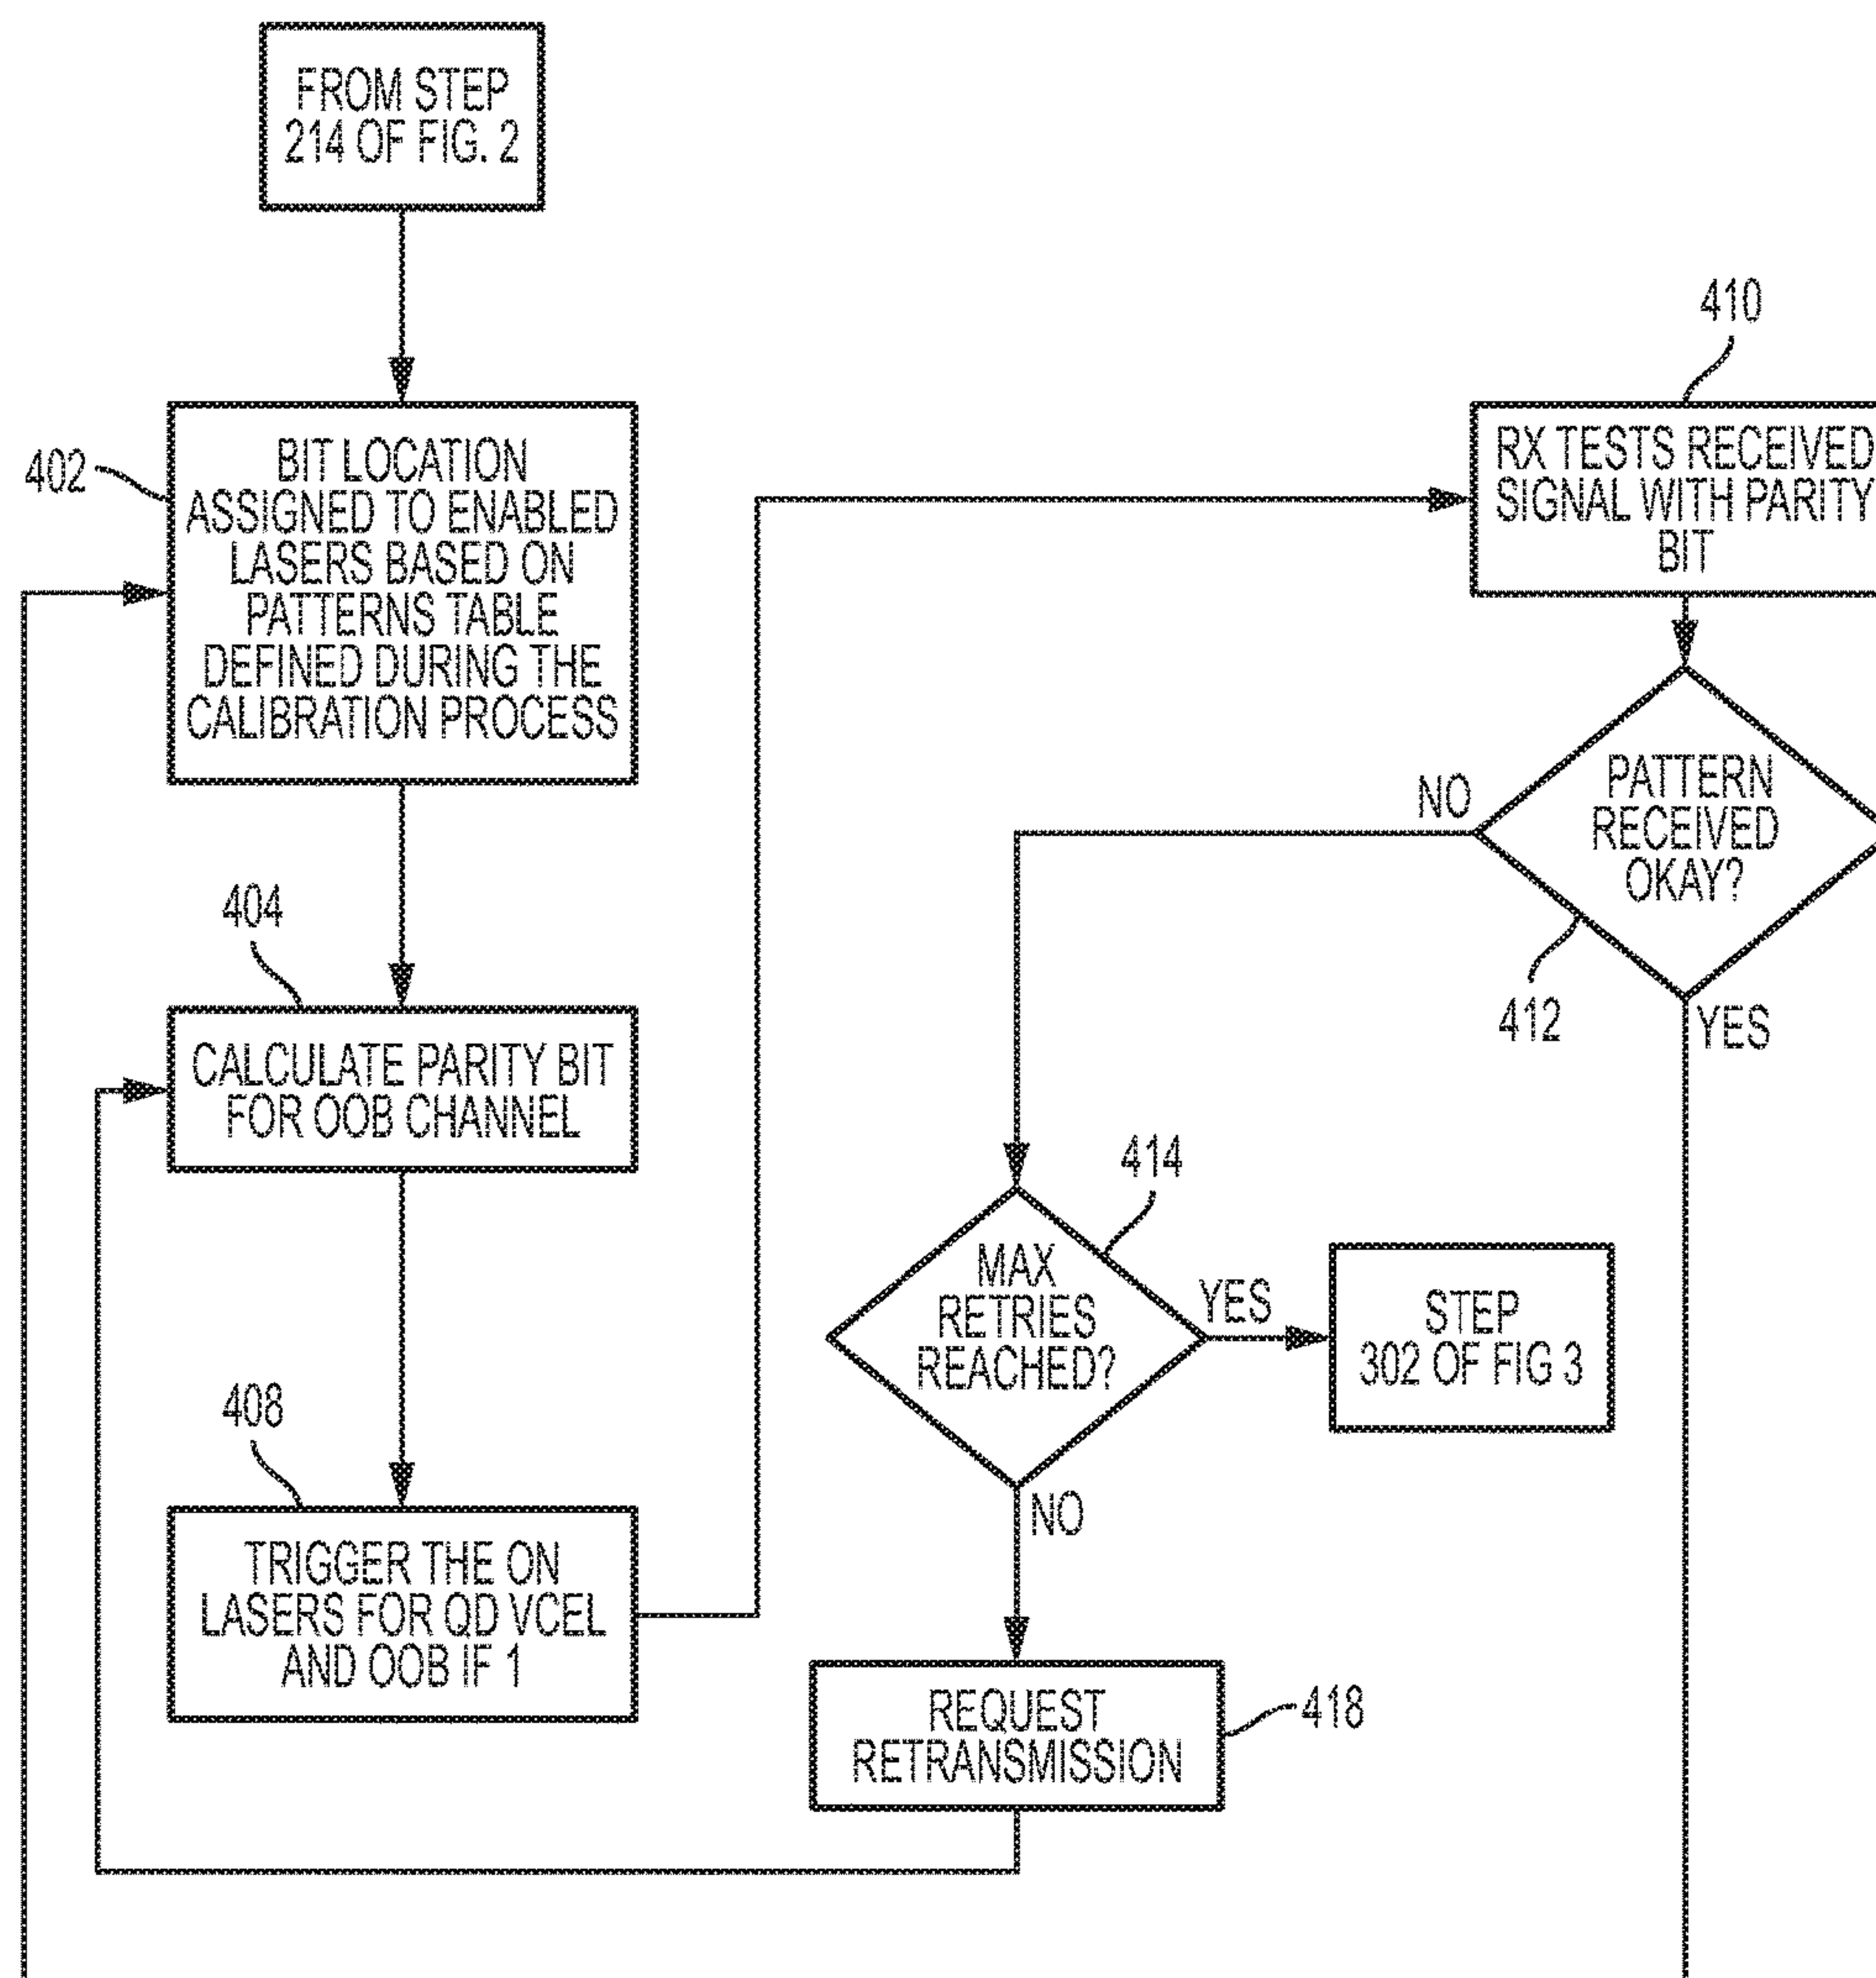 FROM STEP
214 OF FIG. 2
402
BIT LOCATION
ASSIGNED TO ENABLED
LASERS BASED ON
PATTERNS TABLE
DEFINED DURING THE
CALIBRATION PROCESS
404
CALCULATE PARITY BIT
FOR OOB CHANNEL
408
TRIGGER THE ON
LASERS FOR QD VCEL
AND OOB IF 1
410
RX TESTS RECEIVED
SIGNAL WITH PARITY
BIT
PATTERN
RECEIVED
OKAY?
NO
412
YES
414
MAX
RETRIES
REACHED?
YES
STEP
302 OF FIG 3
NO
REQUEST
RETRANSMISSION
418